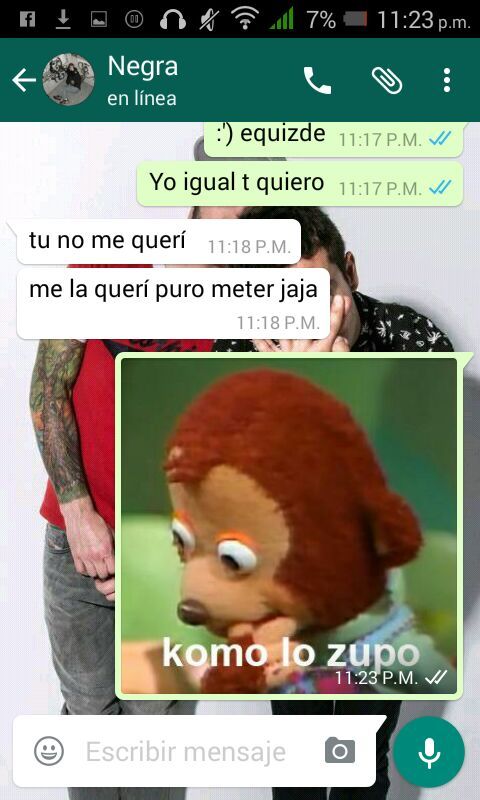 7% 11:23 p.m.
Negra
en línea
:') equizde 11:17 P.M.
Yo igual t quiero 11:17 P.M.
tu no me querí 11:18 P.M.
me la querí puro meter jaja
11:18 P.M.
komo lo zupo
11:23 P.M.
Escribir mensaje